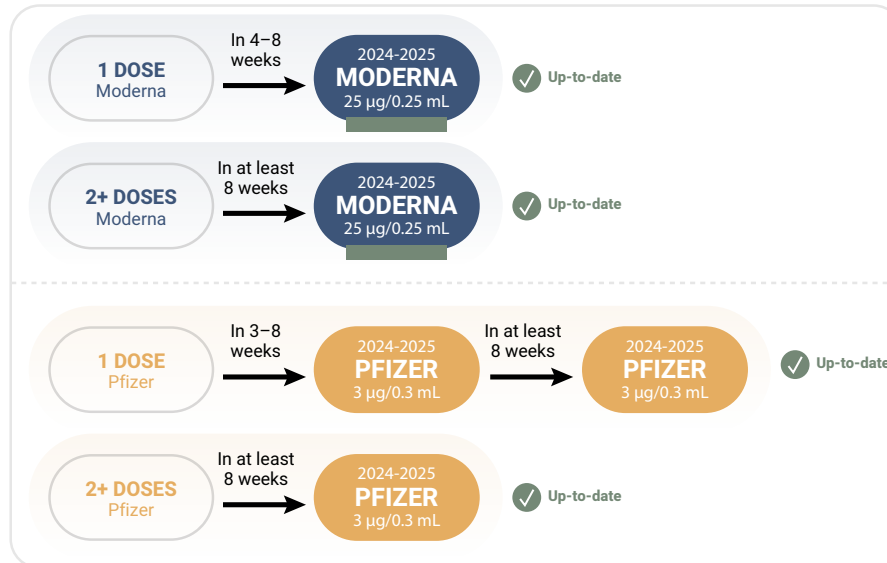 1 DOSE
Moderna
In 4–8
weeks
2024-2025
MODERNA
25 µg/0.25 mL
Up-to-date
2+ DOSES
Moderna
In at least
8 weeks
2024-2025
MODERNA
25 µg/0.25 mL
Up-to-date
1 DOSE
Pfizer
In 3–8
weeks
2024-2025
PFIZER
3 µg/0.3 mL
In at least
8 weeks
2024-2025
PFIZER
3 µg/0.3 mL
Up-to-date
2+ DOSES
Pfizer
In at least
8 weeks
2024-2025
PFIZER
3 µg/0.3 mL
Up-to-date